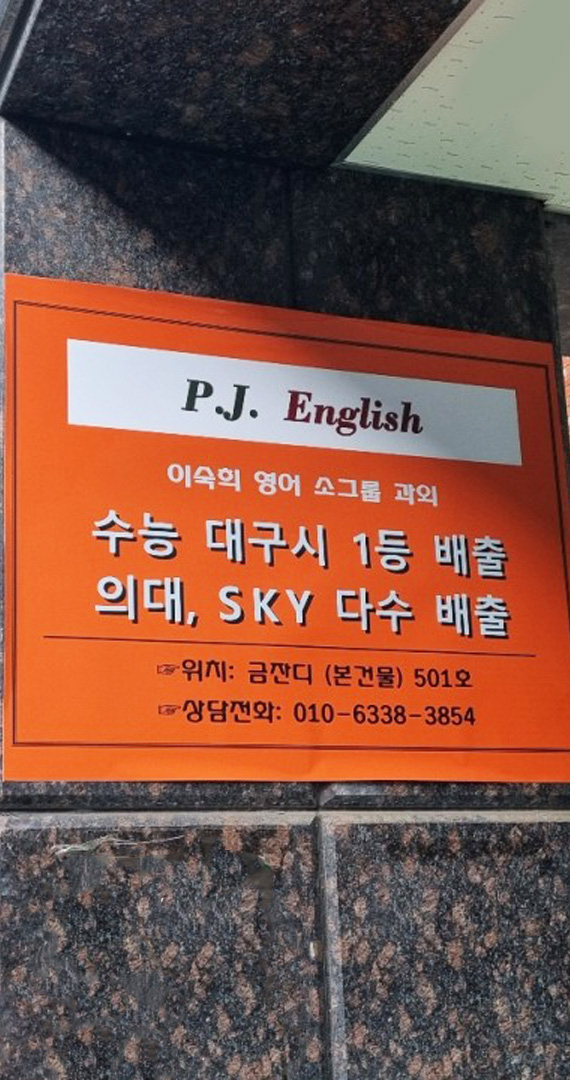 P.J. English
이숙희 영어 소그룹 과외
수능 대구시 1등 배출
의대, SKY 다수 배출
☞위치: 금잔디 (본건물) 501호
☞상담전화: 010-6338-3854